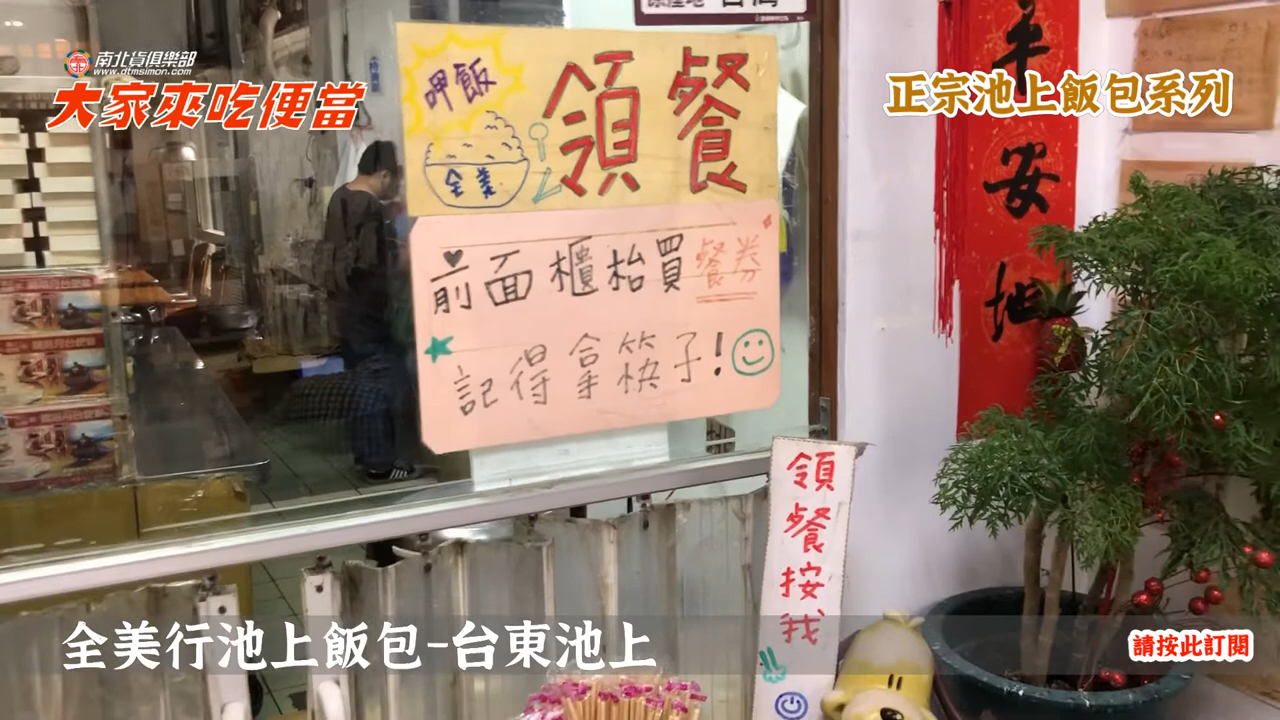 南北貨俱樂部
www.dtmsimon.com
大家來吃便當
正宗池上飯包系列
呷飯
全美
領餐
前面櫃枱買餐券
記得拿筷子!
平安地
領餐按我
全美行池上飯包-台東池上
請按此訂閱